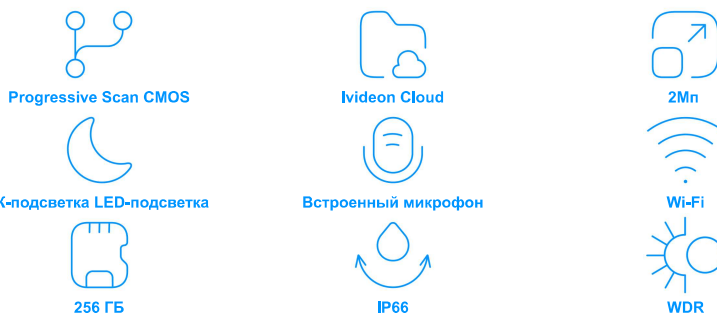 Progressive Scan CMOS
Ivideon Cloud
2Мп
К-подсветка LED-подсветка
Встроенный микрофон
Wi-Fi
256 ГБ
IP66
WDR